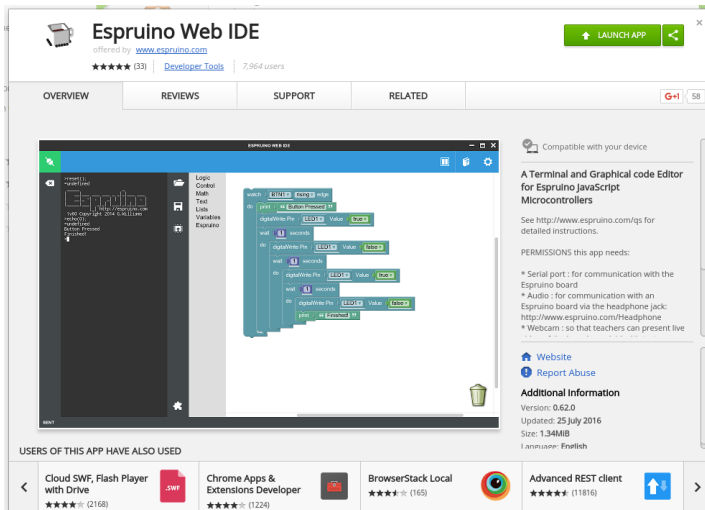 Espruino Web IDE
offered by www.espruino.com
(33) Developer Tools 7,964 users
LAUNCH APP
OVERVIEW REVIEWS SUPPORT RELATED
G+1 58
ESPRUINO WEB IDE
>reset();
=undefined
http://espruino.com
1v66 Copyright 2014 G.Williams
>echo(1);
=undefined
Button Pressed
Finished!
>
Logic
Control
Math
Text
Lists
Variables
Espruino
watch BTN1 rising edge
do print “ Button Pressed ”
digitalWrite Pin LED1 Value true
wait 1 seconds
do digitalWrite Pin LED1 Value false
wait 1 seconds
do digitalWrite Pin LED1 Value true
wait 1 seconds
do digitalWrite Pin LED1 Value false
print “ Finished! ”
SENT
Compatible with your device
A Terminal and Graphical code Editor
for Espruino JavaScript
Microcontrollers
See http://www.espruino.com/qs for
detailed instructions.
PERMISSIONS this app needs:
* Serial port : for communication with the
Espruino board
* Audio : for communication with an
Espruino board via the headphone jack:
http://www.espruino.com/Headphone
* Webcam : so that teachers can present live
Website
Report Abuse
Additional Information
Version: 0.62.0
Updated: 25 July 2016
Size: 1.34MiB
Language: English
USERS OF THIS APP HAVE ALSO USED
Cloud SWF, Flash Player
with Drive
(2168)
.SWF
Chrome Apps &
Extensions Developer
(1224)
BrowserStack Local
(165)
Advanced REST client
(11816)